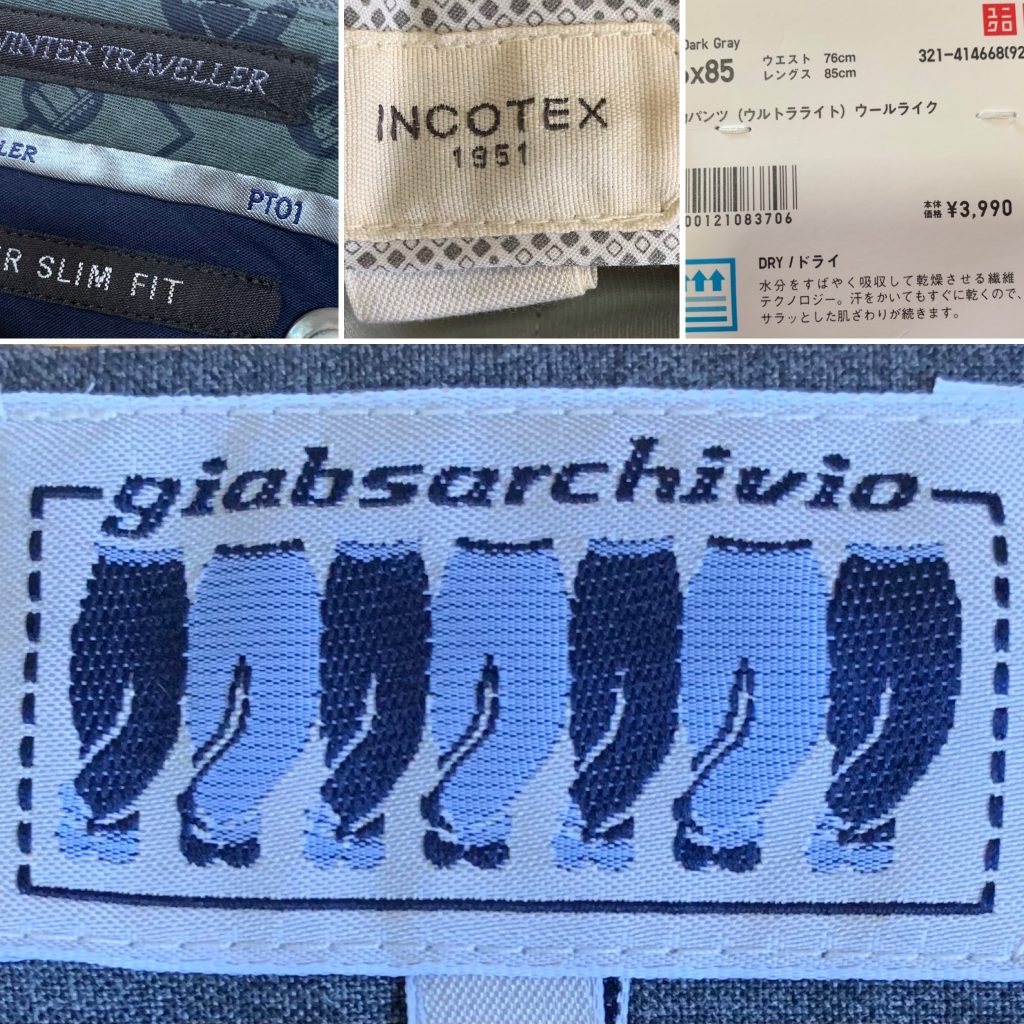 WINTER TRAVELLER
LER
PT01
R SLIM FIT
INCOTEX
1951
ユニ
クロ
Dark Gray
x85
ウエスト 76cm
レングス 85cm
321-414668(92
パンツ（ウルトラライト）ウールライク
00121083706
本体
価格 ¥3,990
DRY / ドライ
水分をすばやく吸収して乾燥させる繊維
テクノロジー。汗をかいてもすぐに乾くので、
サラッとした肌ざわりが続きます。
giabsarchivio